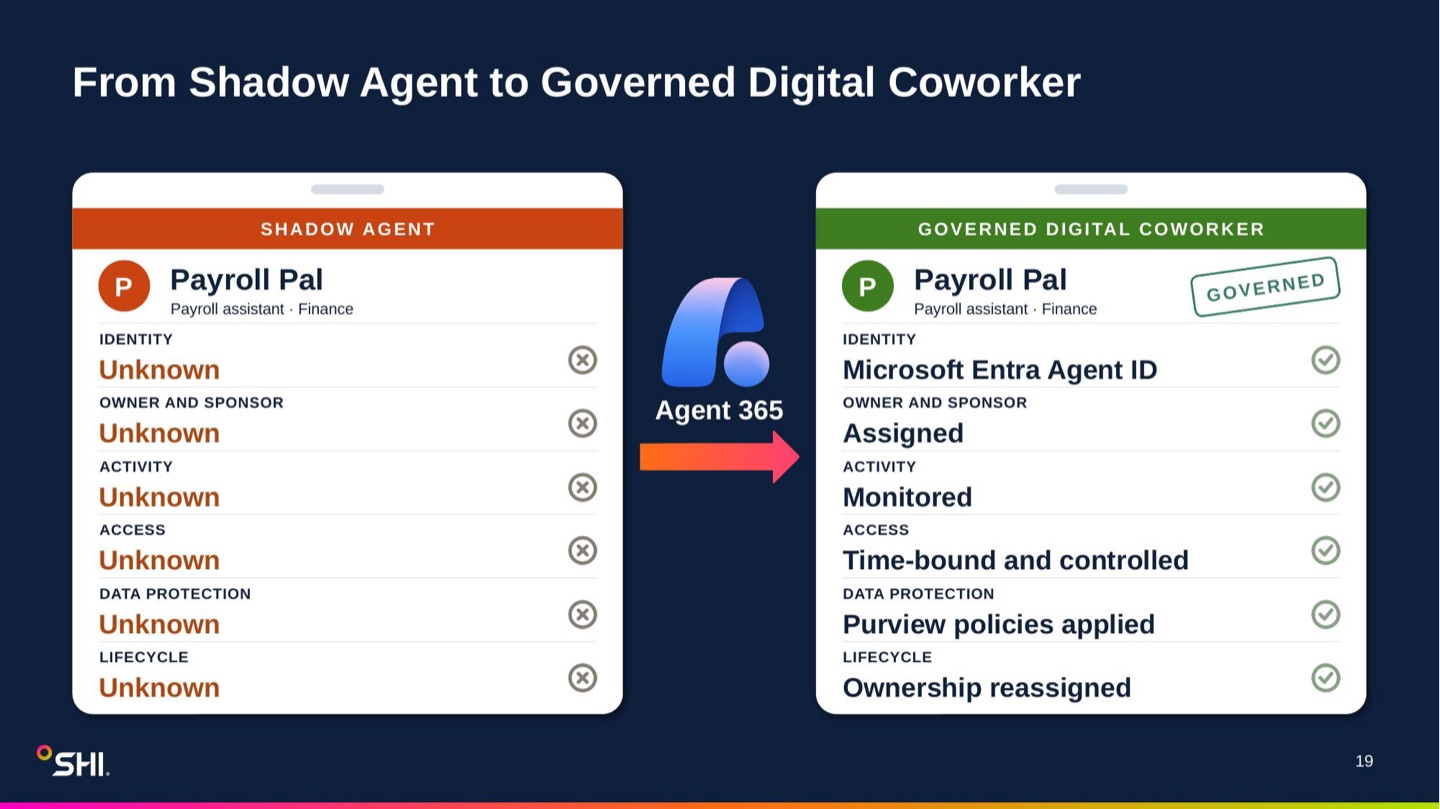 From Shadow Agent to Governed Digital Coworker
SHADOW AGENT
P
Payroll Pal
Payroll assistant · Finance
IDENTITY
Unknown
OWNER AND SPONSOR
Unknown
ACTIVITY
Unknown
ACCESS
Unknown
DATA PROTECTION
Unknown
LIFECYCLE
Unknown
Agent 365
GOVERNED DIGITAL COWORKER
P
Payroll Pal
Payroll assistant · Finance
GOVERNED
IDENTITY
Microsoft Entra Agent ID
OWNER AND SPONSOR
Assigned
ACTIVITY
Monitored
ACCESS
Time-bound and controlled
DATA PROTECTION
Purview policies applied
LIFECYCLE
Ownership reassigned
SHI
19